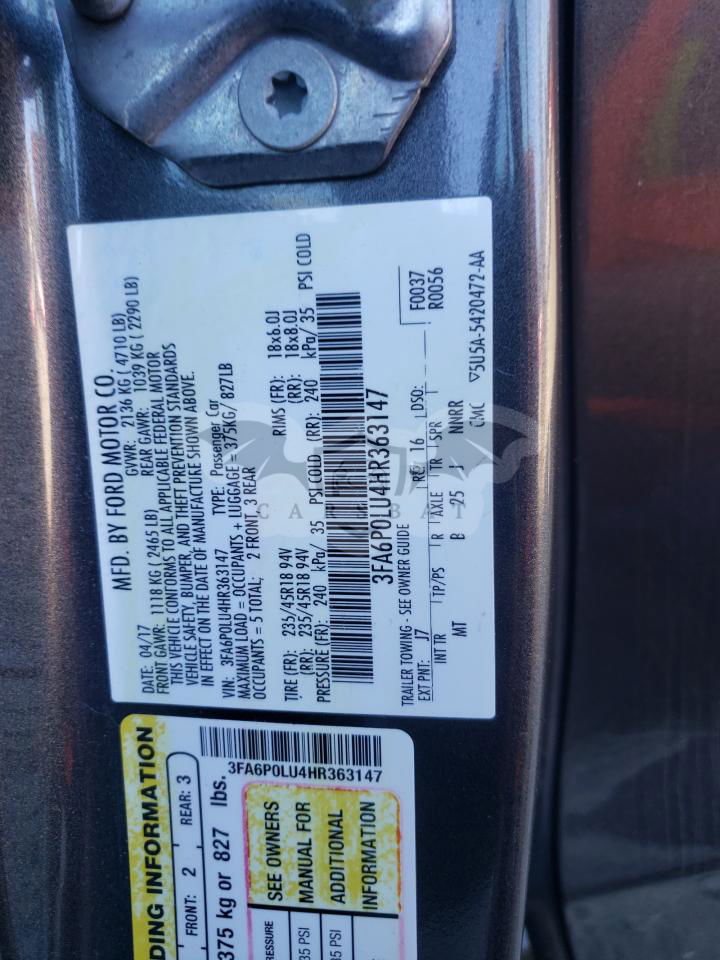 MFD. BY FORD MOTOR CO.
DATE: 04/17 GVWR: 2136 KG ( 4710 LB)
FRONT GAWR: 1118 KG ( 2465 LB) REAR GAWR: 1039 KG ( 2290 LB)
THIS VEHICLE CONFORMS TO ALL APPLICABLE FEDERAL MOTOR
VEHICLE SAFETY, BUMPER, AND THEFT PREVENTION STANDARDS
IN EFFECT ON THE DATE OF MANUFACTURE SHOWN ABOVE.
VIN: 3FA6P0LU4HR363147 TYPE: Passenger Car
MAXIMUM LOAD = OCCUPANTS + LUGGAGE = 375KG/ 827LB
OCCUPANTS = 5 TOTAL; 2 FRONT, 3 REAR
TIRE (FR): 235/45R18 94V RIMS (FR): 18x6.0J
(RR): 235/45R18 94V (RR): 18x8.0J
PRESSURE (FR): 240 kPa/ 35 PSI COLD (RR): 240 kPa/ 35 PSI COLD
3FA6P0LU4HR363147
TRAILER TOWING - SEE OWNER GUIDE
EXT PNT: J7 RC: 16 DSO: F0037
INT TR TP/PS R AXLE TR SPR R0056
MT B 25 J NNRR
CMC ▽5U5A-5420472-AA
CAR BAT
3FA6P0LU4HR363147
DING INFORMATION
FRONT: 2 REAR: 3
375 kg or 827 lbs.
SEE OWNERS
MANUAL FOR
ADDITIONAL
INFORMATION
RESSURE
35 PSI
35 PSI